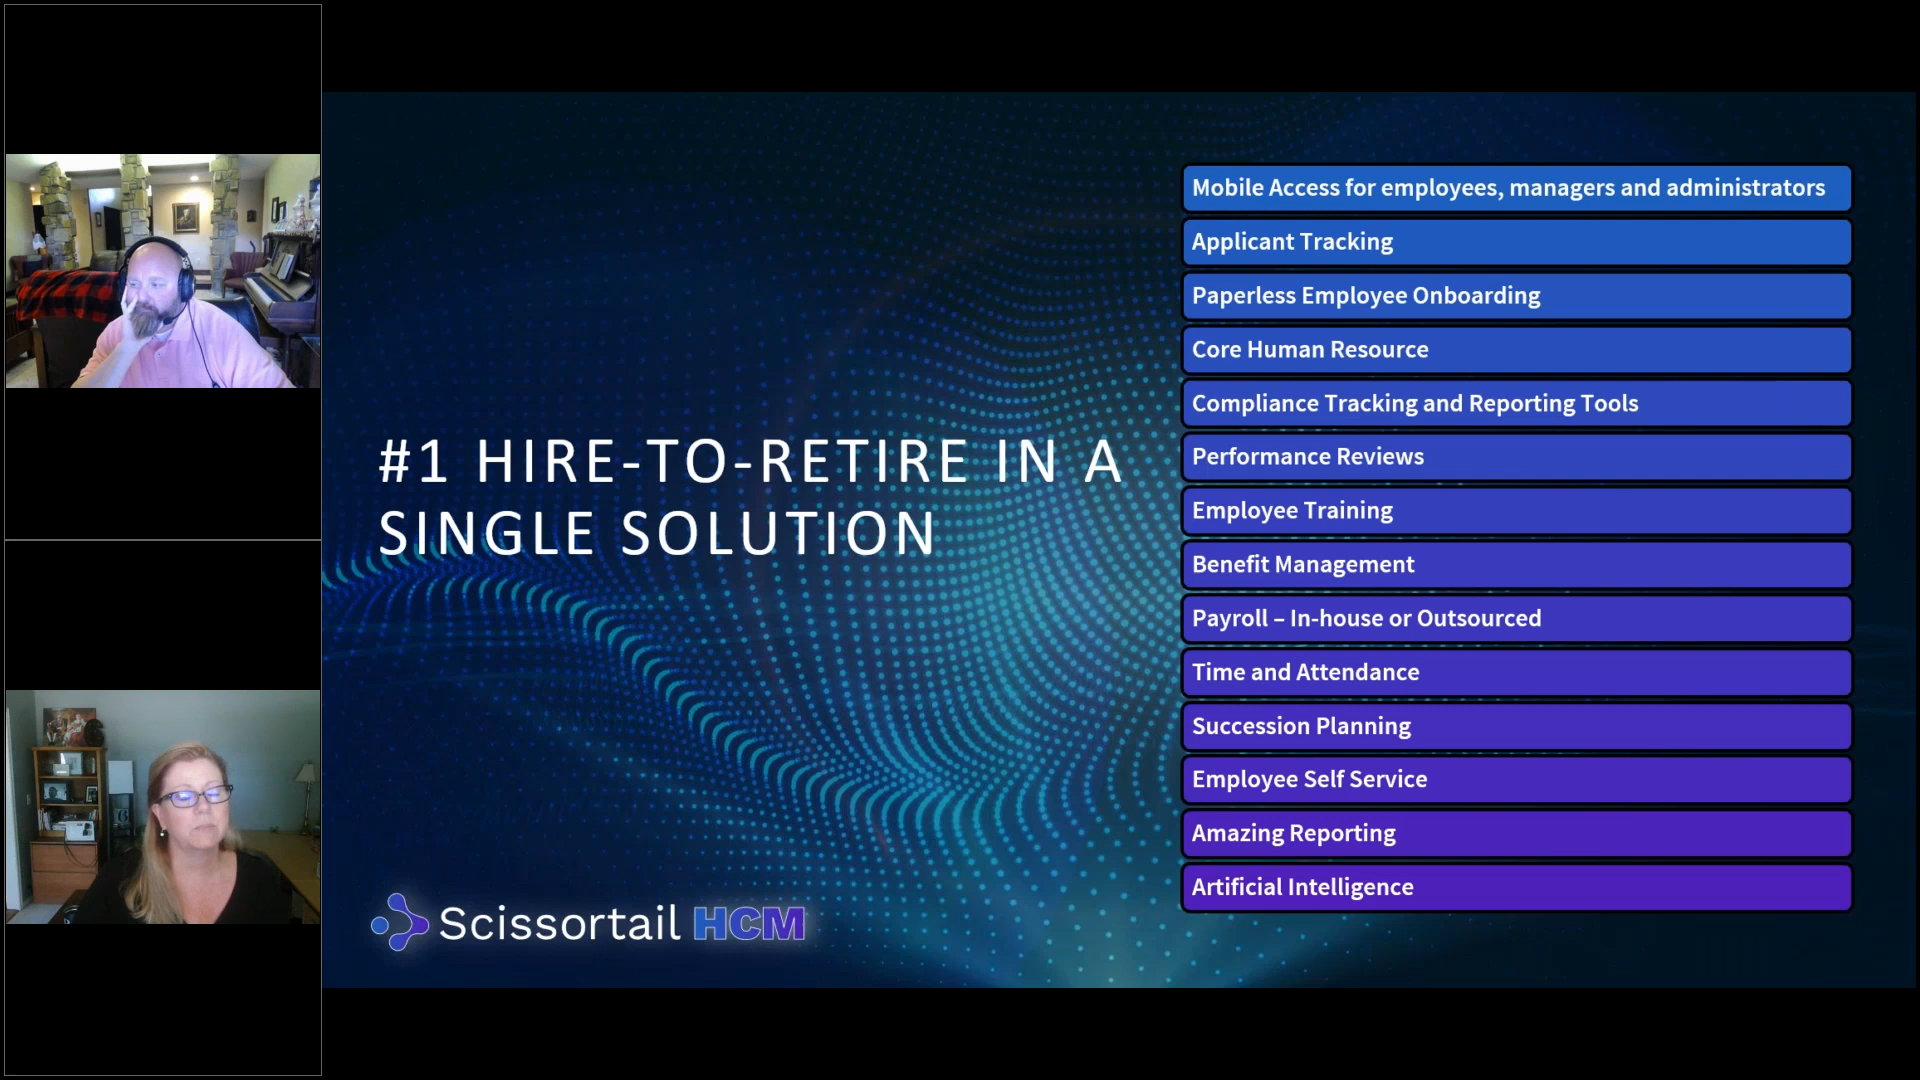 #1 HIRE-TO-RETIRE IN A
SINGLE SOLUTION
Scissortail HCM
Mobile Access for employees, managers and administrators
Applicant Tracking
Paperless Employee Onboarding
Core Human Resource
Compliance Tracking and Reporting Tools
Performance Reviews
Employee Training
Benefit Management
Payroll – In-house or Outsourced
Time and Attendance
Succession Planning
Employee Self Service
Amazing Reporting
Artificial Intelligence